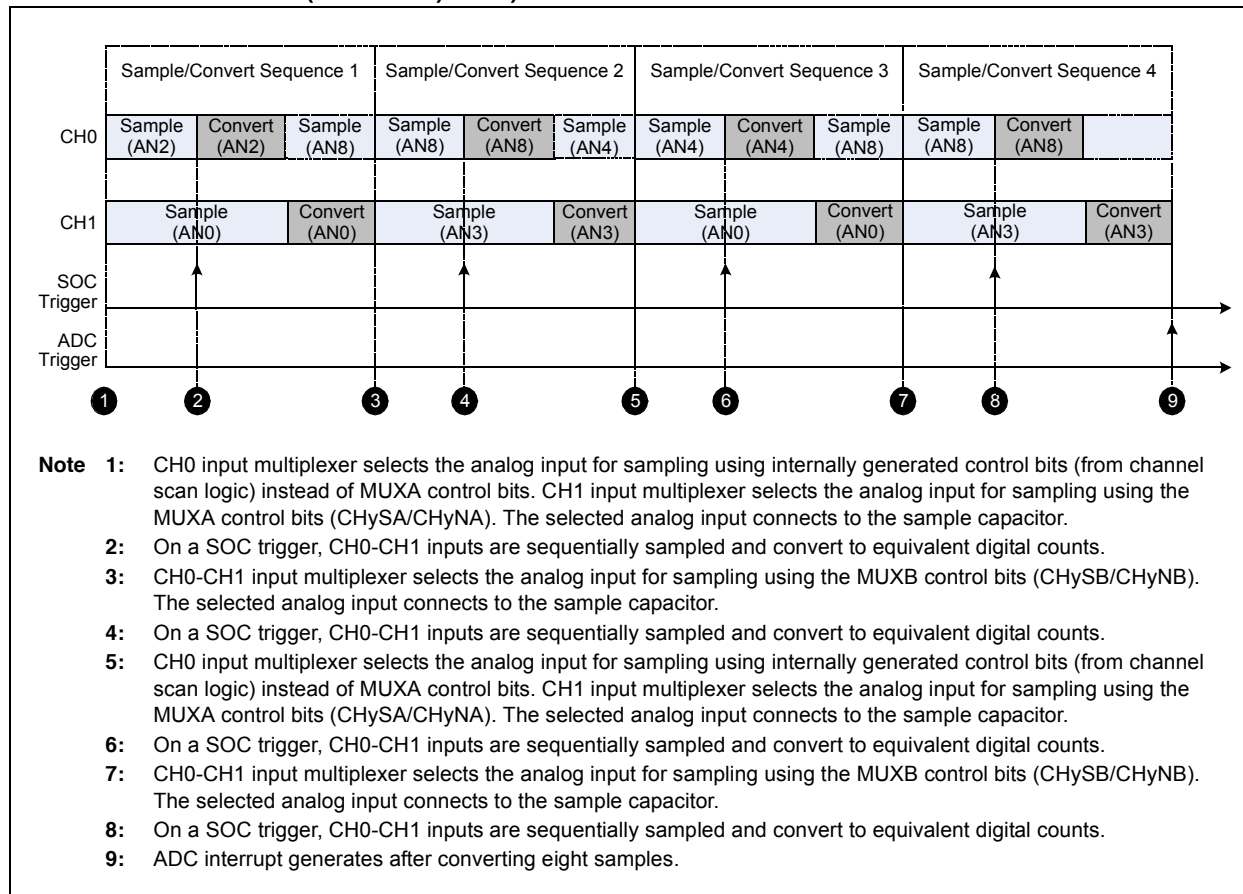 Sample/Convert Sequence 1 Sample/Convert Sequence 2 Sample/Convert Sequence 3 Sample/Convert Sequence 4
CH0 Sample (AN2) Convert (AN2) Sample (AN8) Sample (AN8) Convert (AN8) Sample (AN4) Sample (AN4) Convert (AN4) Sample (AN8) Sample (AN8) Convert (AN8)
CH1 Sample (AN0) Convert (AN0) Sample (AN3) Convert (AN3) Sample (AN0) Convert (AN0) Sample (AN3) Convert (AN3)
SOC
Trigger
ADC
Trigger
1 2 3 4 5 6 7 8 9
Note 1: CH0 input multiplexer selects the analog input for sampling using internally generated control bits (from channel
scan logic) instead of MUXA control bits. CH1 input multiplexer selects the analog input for sampling using the
MUXA control bits (CHySA/CHyNA). The selected analog input connects to the sample capacitor.
2: On a SOC trigger, CH0-CH1 inputs are sequentially sampled and convert to equivalent digital counts.
3: CH0-CH1 input multiplexer selects the analog input for sampling using the MUXB control bits (CHySB/CHyNB).
The selected analog input connects to the sample capacitor.
4: On a SOC trigger, CH0-CH1 inputs are sequentially sampled and convert to equivalent digital counts.
5: CH0 input multiplexer selects the analog input for sampling using internally generated control bits (from channel
scan logic) instead of MUXA control bits. CH1 input multiplexer selects the analog input for sampling using the
MUXA control bits (CHySA/CHyNA). The selected analog input connects to the sample capacitor.
6: On a SOC trigger, CH0-CH1 inputs are sequentially sampled and convert to equivalent digital counts.
7: CH0-CH1 input multiplexer selects the analog input for sampling using the MUXB control bits (CHySB/CHyNB).
The selected analog input connects to the sample capacitor.
8: On a SOC trigger, CH0-CH1 inputs are sequentially sampled and convert to equivalent digital counts.
9: ADC interrupt generates after converting eight samples.